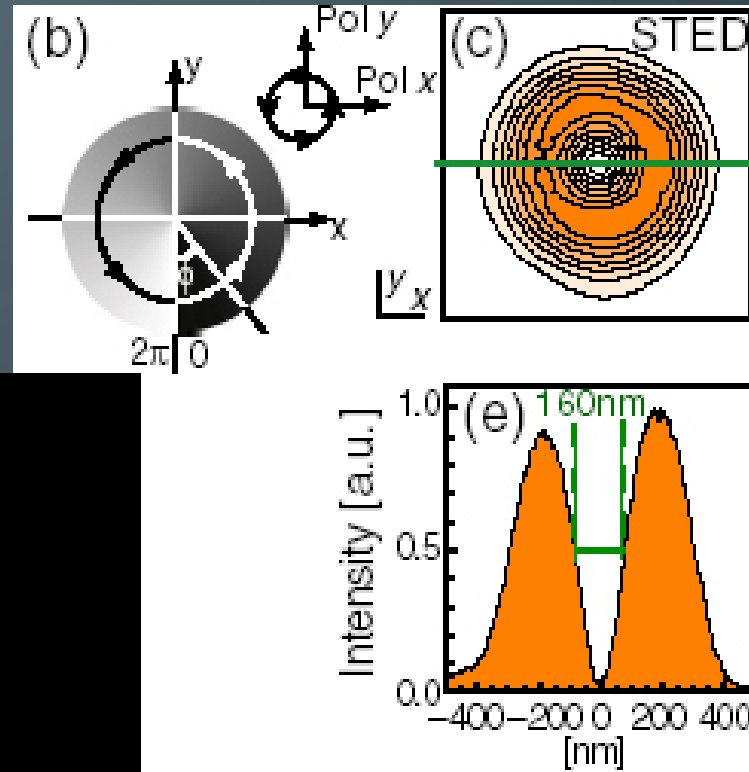 (b)
Pol y
Pol x
y
x
ϕ
2π 0
(c) STED
y
x
(e) 160nm
Intensity [a.u.]
1.0
0.5
0.0
−400 −200 0 200 400
[nm]